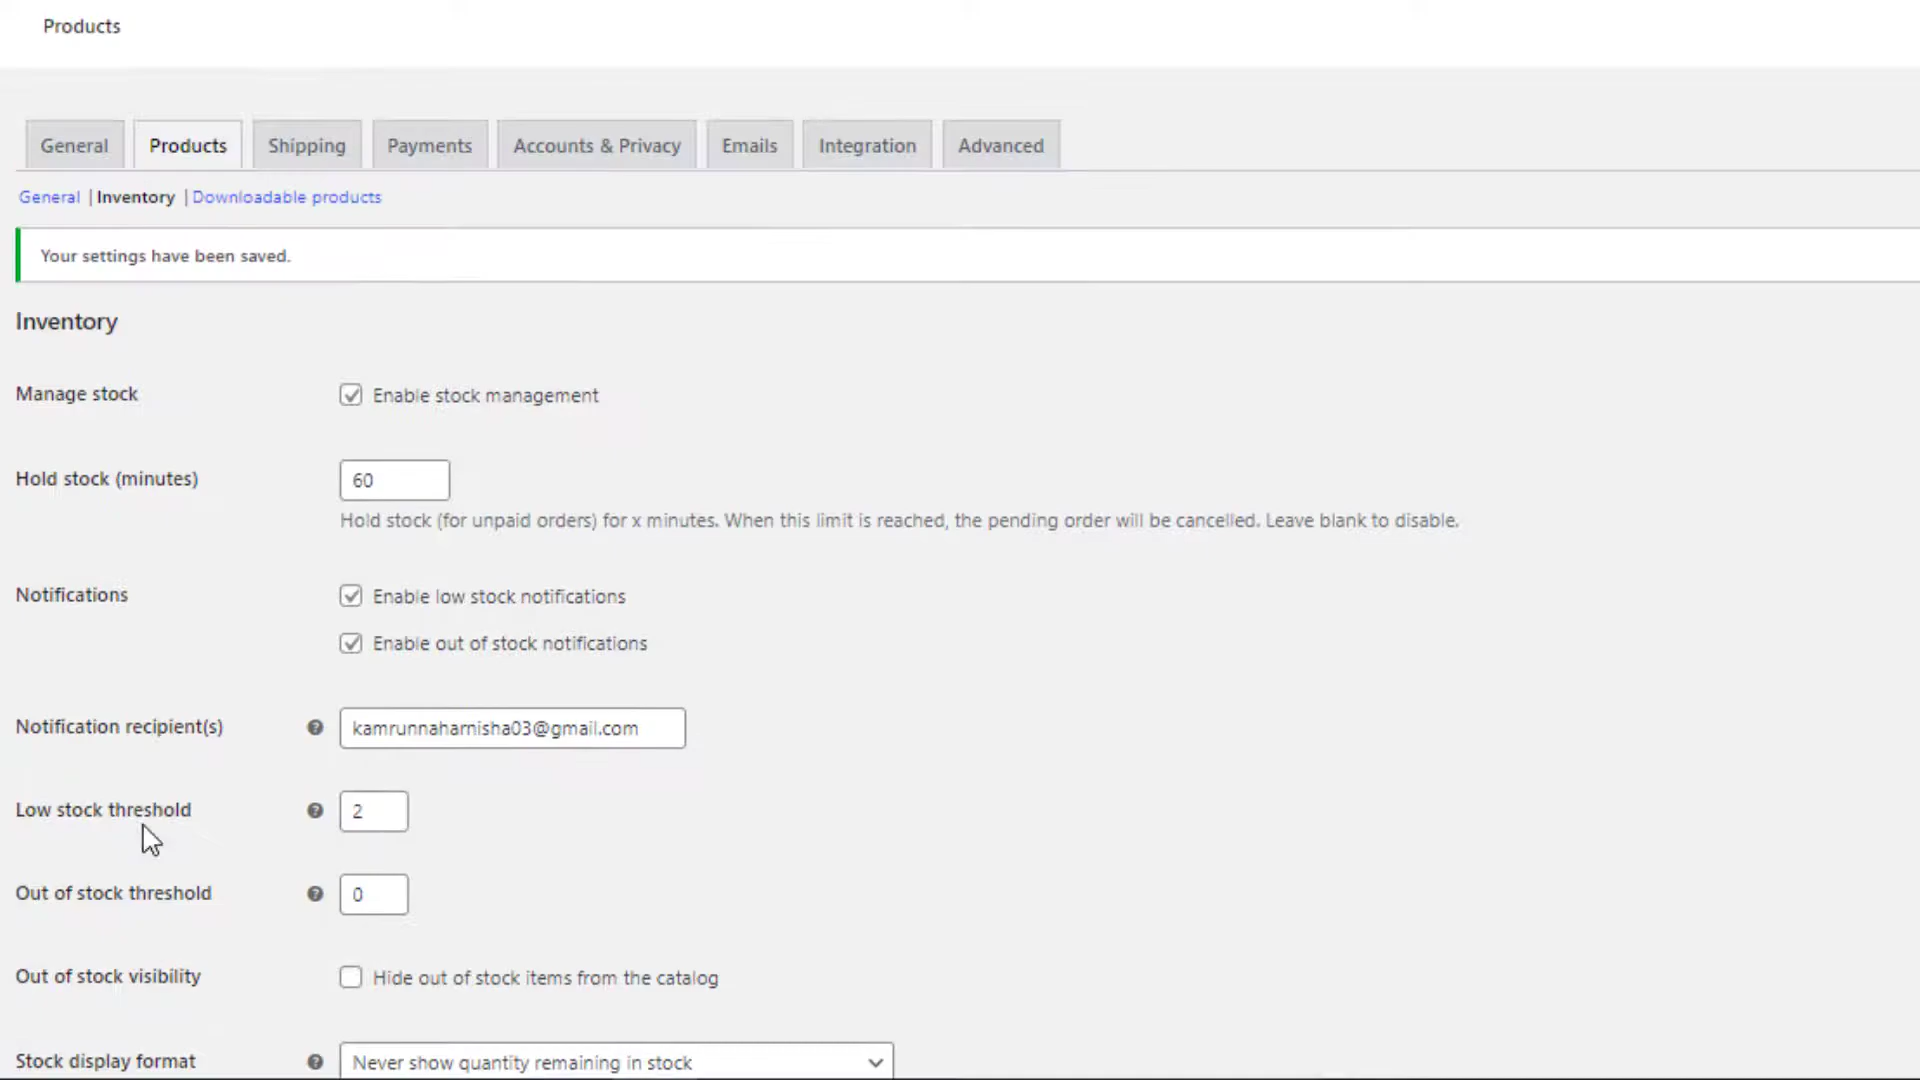 Products
General Products Shipping Payments Accounts & Privacy Emails Integration Advanced
General | Inventory | Downloadable products
Your settings have been saved.
Inventory
Manage stock Enable stock management
Hold stock (minutes) 60
Hold stock (for unpaid orders) for x minutes. When this limit is reached, the pending order will be cancelled. Leave blank to disable.
Notifications Enable low stock notifications
Enable out of stock notifications
Notification recipient(s) kamrunnaharnisha03@gmail.com
Low stock threshold 2
Out of stock threshold 0
Out of stock visibility Hide out of stock items from the catalog
Stock display format Never show quantity remaining in stock